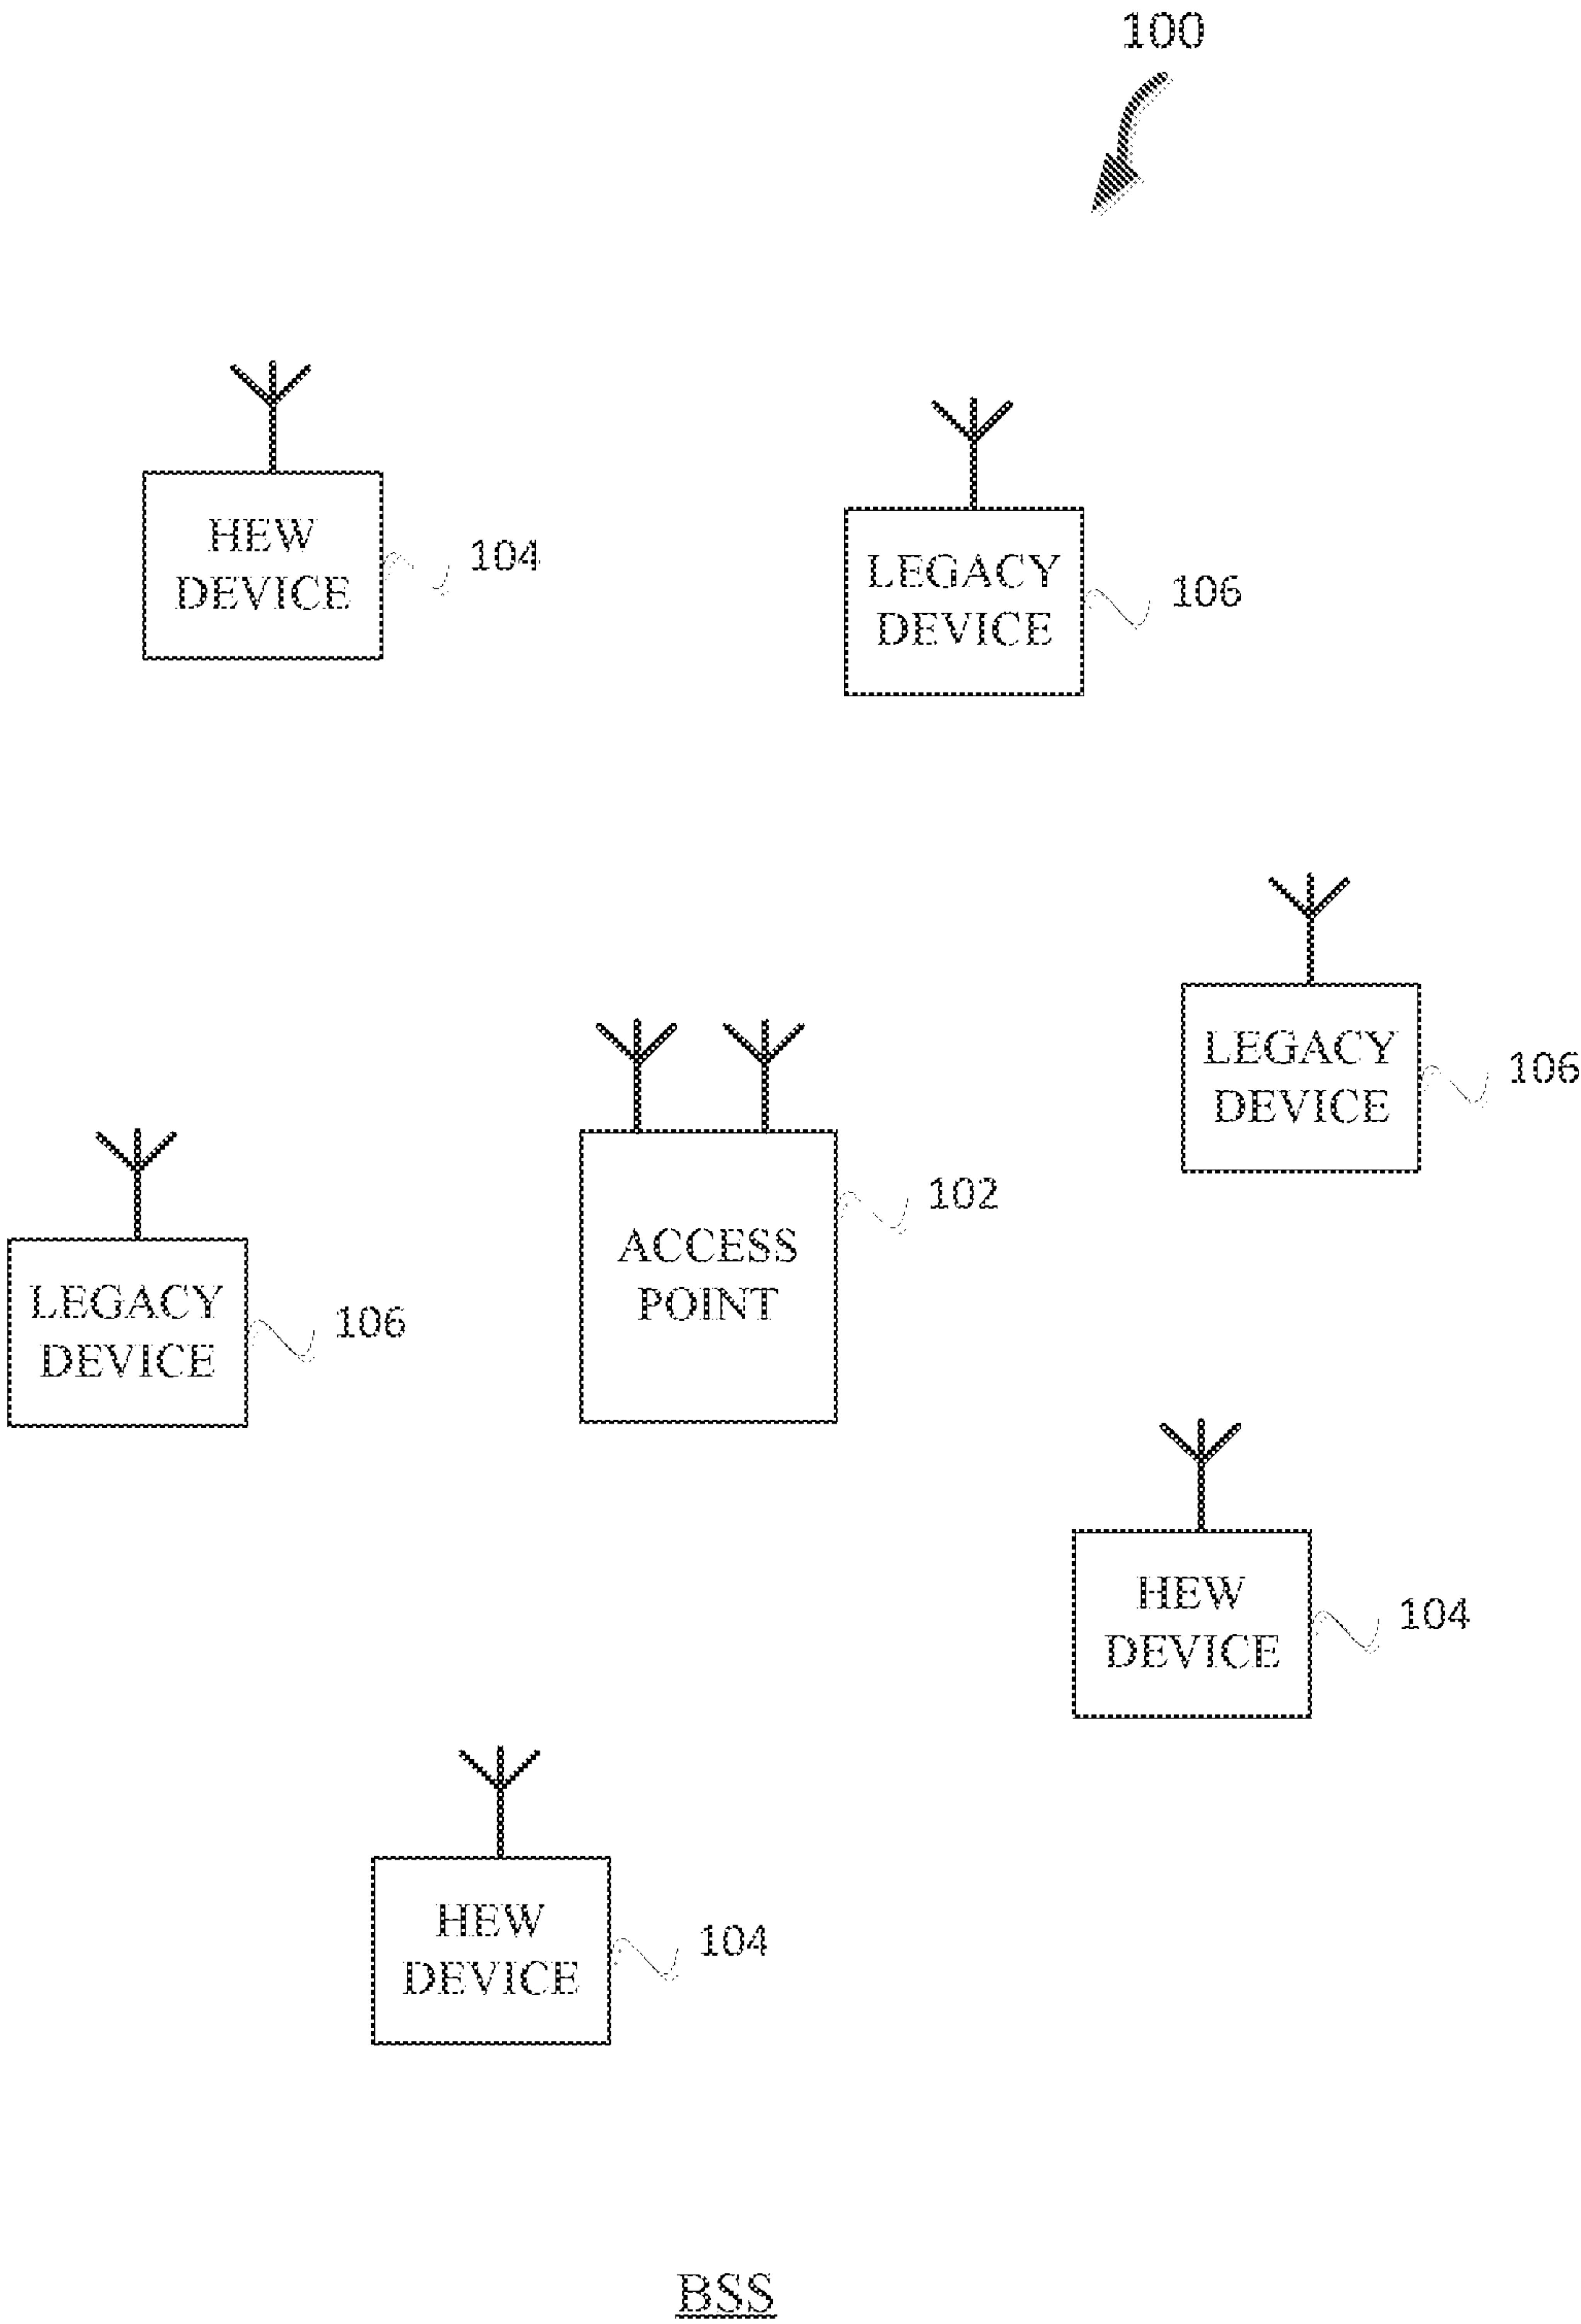 100
HEW
DEVICE
104
LEGACY
DEVICE
106
LEGACY
DEVICE
106
ACCESS
POINT
102
LEGACY
DEVICE
106
HEW
DEVICE
104
HEW
DEVICE
104
BSS